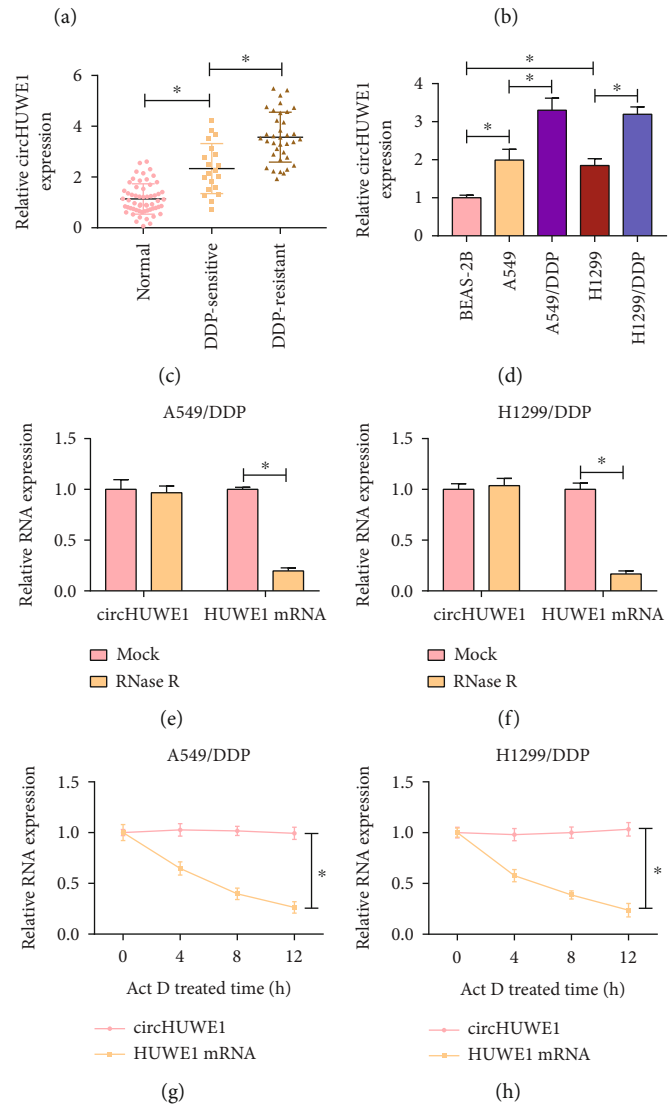 (a)
(b)
Relative circHUWE1
expression
6
4
2
0
*
*
Normal
DDP-sensitive
DDP-resistant
(c)
Relative circHUWE1
expression
4
3
2
1
0
*
*
*
*
BEAS-2B
A549
A549/DDP
H1299
H1299/DDP
(d)
A549/DDP
Relative RNA expression
1.5
1.0
0.5
0.0
*
circHUWE1
HUWE1 mRNA
Mock
RNase R
(e)
H1299/DDP
Relative RNA expression
1.5
1.0
0.5
0.0
*
circHUWE1
HUWE1 mRNA
Mock
RNase R
(f)
A549/DDP
Relative RNA expression
1.5
1.0
0.5
0.0
*
0 4 8 12
Act D treated time (h)
circHUWE1
HUWE1 mRNA
(g)
H1299/DDP
Relative RNA expression
1.5
1.0
0.5
0.0
*
0 4 8 12
Act D treated time (h)
circHUWE1
HUWE1 mRNA
(h)